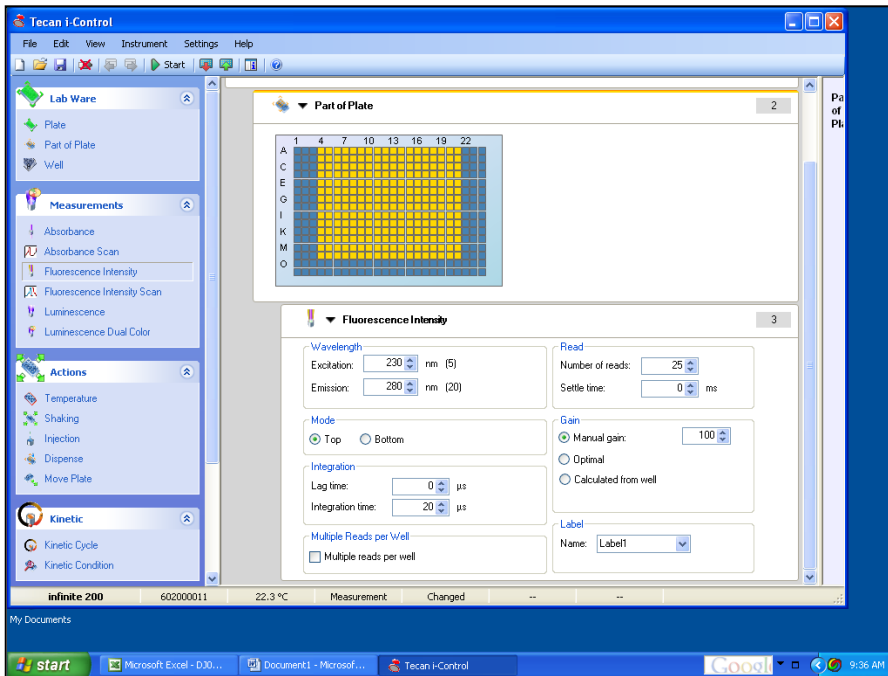 Tecan i-Control
File Edit View Instrument Settings Help
Start
Lab Ware
Plate
Part of Plate
Well
Measurements
Absorbance
Absorbance Scan
Fluorescence Intensity
Fluorescence Intensity Scan
Luminescence
Luminescence Dual Color
Actions
Temperature
Shaking
Injection
Dispense
Move Plate
Kinetic
Kinetic Cycle
Kinetic Condition
Part of Plate 2
1 4 7 10 13 16 19 22
A
C
E
G
I
K
M
O
Fluorescence Intensity 3
Wavelength
Excitation: 230 nm (5)
Emission: 280 nm (20)
Mode
Top Bottom
Integration
Lag time: 0 µs
Integration time: 20 µs
Multiple Reads per Well
Multiple reads per well
Read
Number of reads: 25
Settle time: 0 ms
Gain
Manual gain: 100
Optimal
Calculated from well
Label
Name: Label1
Pa
of
Pla
infinite 200 602000011 22.3 °C Measurement Changed -- --
My Documents
start Microsoft Excel - DJ0... Document1 - Microsof... Tecan i-Control Google 9:36 AM